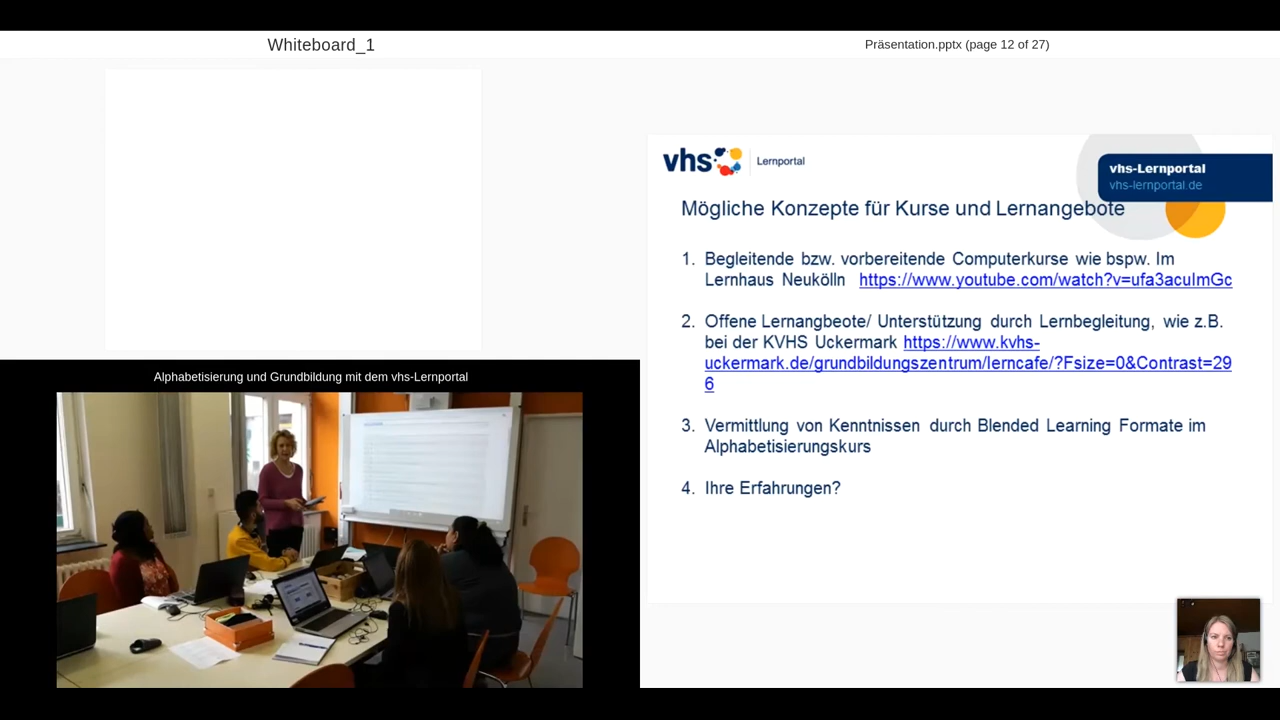 Whiteboard_1
Präsentation.pptx (page 12 of 27)
vhs
Lernportal
vhs-Lernportal
vhs-lernportal.de
Mögliche Konzepte für Kurse und Lernangebote
1. Begleitende bzw. vorbereitende Computerkurse wie bspw. Im
Lernhaus Neukölln https://www.youtube.com/watch?v=ufa3acuImGc
2. Offene Lernangbeote/ Unterstützung durch Lernbegleitung, wie z.B.
bei der KVHS Uckermark https://www.kvhs-
uckermark.de/grundbildungszentrum/lerncafe/?Fsize=0&Contrast=29
6
3. Vermittlung von Kenntnissen durch Blended Learning Formate im
Alphabetisierungskurs
4. Ihre Erfahrungen?
Alphabetisierung und Grundbildung mit dem vhs-Lernportal